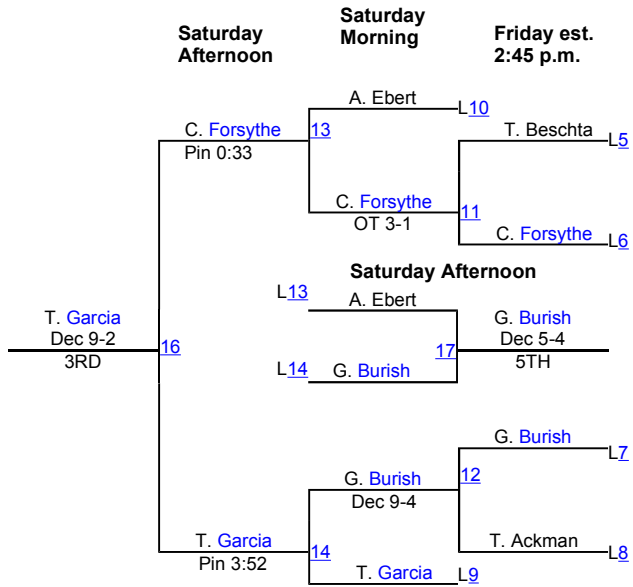 Saturday
Afternoon
Saturday
Morning
Friday est.
2:45 p.m.
A. Ebert
L10
C. Forsythe
13
T. Beschta
L5
Pin 0:33
C. Forsythe
11
OT 3-1
C. Forsythe
L6
Saturday Afternoon
L13
A. Ebert
T. Garcia
G. Burish
Dec 9-2
16
17
Dec 5-4
3RD
5TH
L14
G. Burish
G. Burish
L7
G. Burish
12
Dec 9-4
T. Garcia
14
T. Ackman
L8
Pin 3:52
T. Garcia
L9